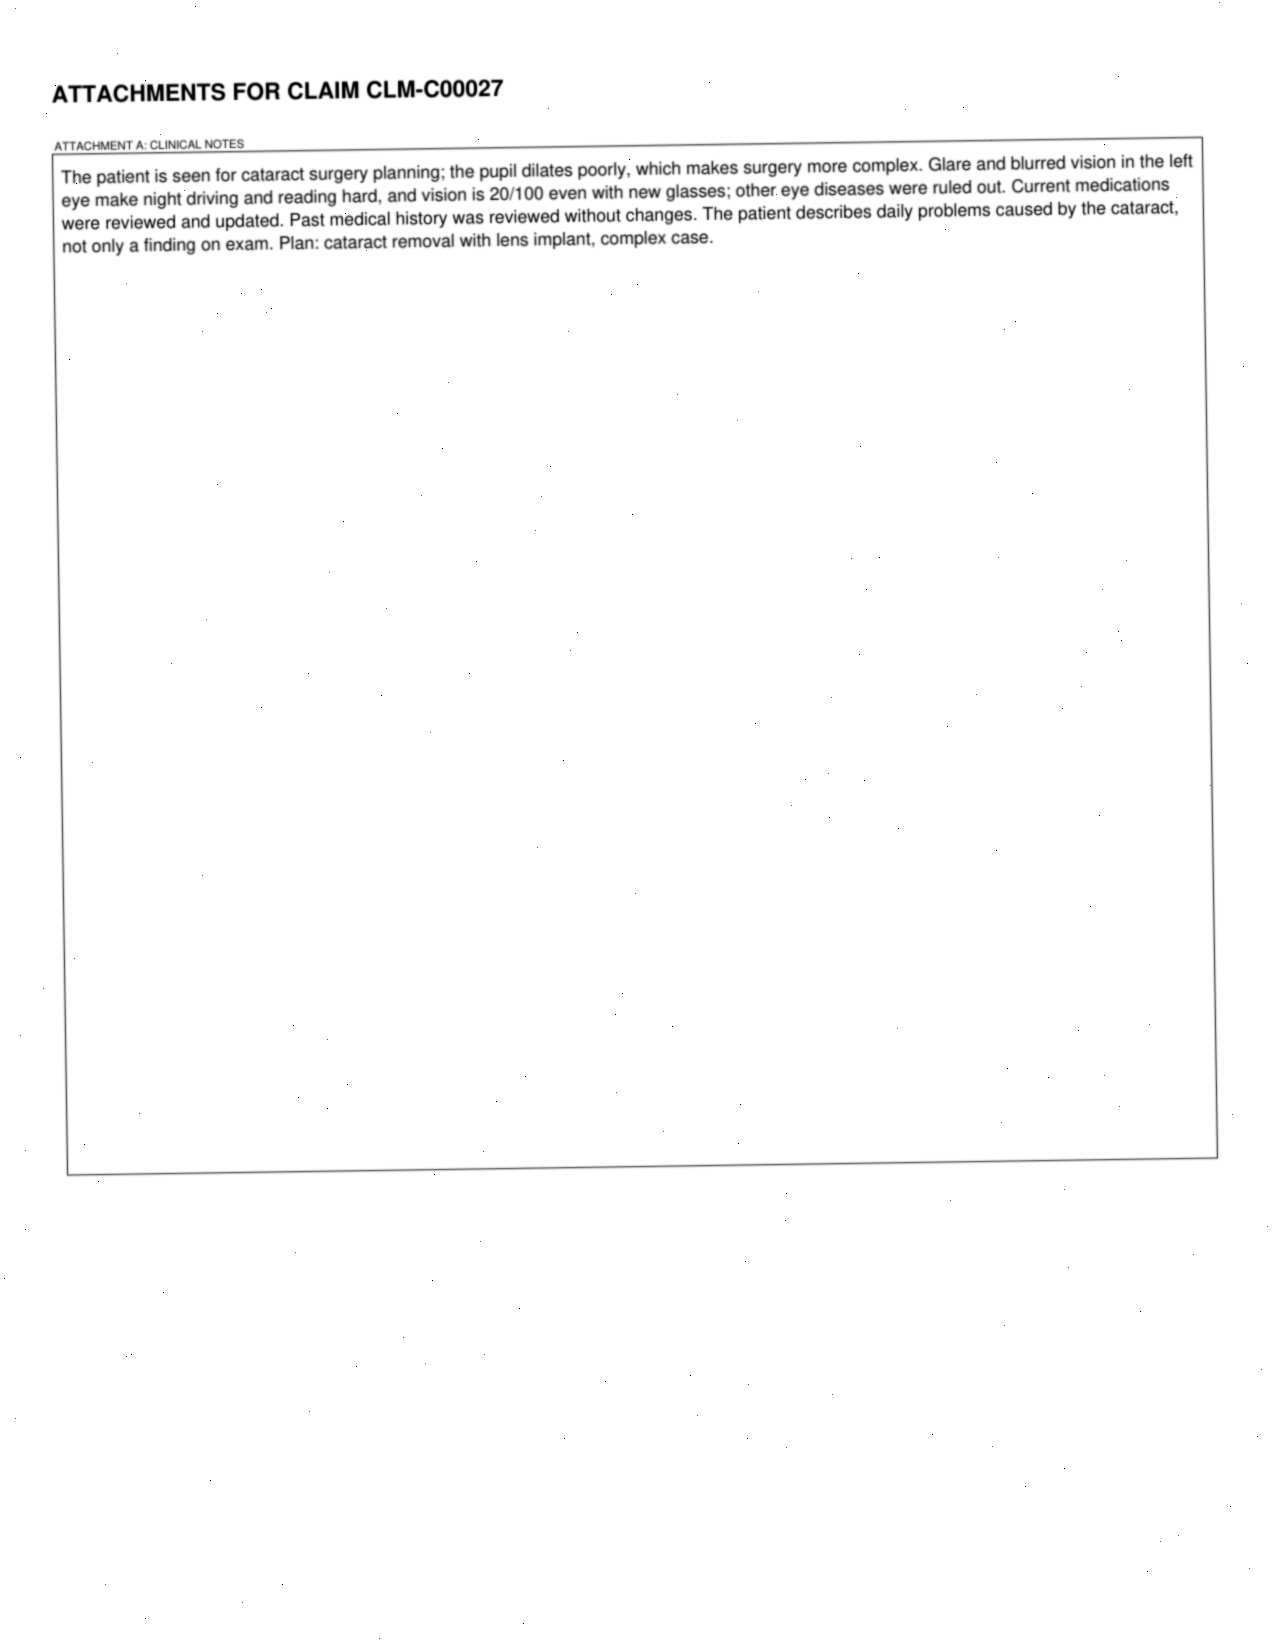 ATTACHMENTS FOR CLAIM CLM-C00027
ATTACHMENT A: CLINICAL NOTES
The patient is seen for cataract surgery planning; the pupil dilates poorly, which makes surgery more complex. Glare and blurred vision in the left
eye make night driving and reading hard, and vision is 20/100 even with new glasses; other eye diseases were ruled out. Current medications
were reviewed and updated. Past medical history was reviewed without changes. The patient describes daily problems caused by the cataract,
not only a finding on exam. Plan: cataract removal with lens implant, complex case.